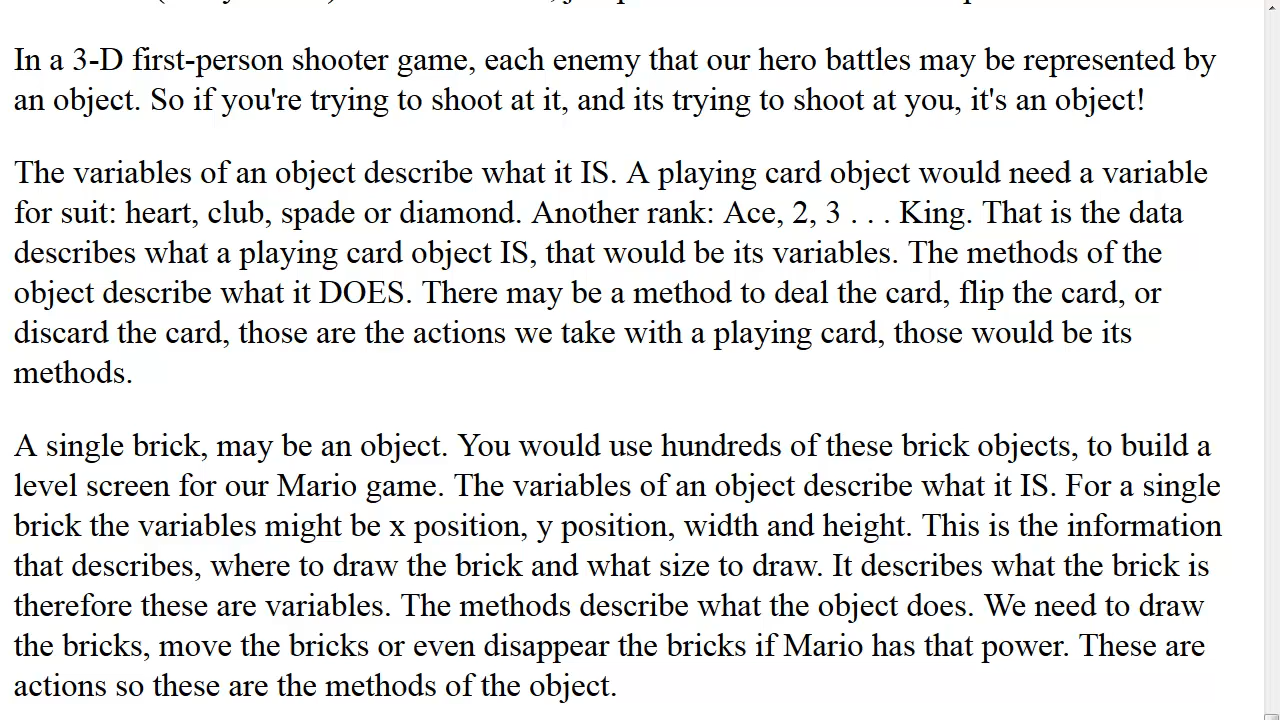 In a 3-D first-person shooter game, each enemy that our hero battles may be represented by
an object. So if you're trying to shoot at it, and its trying to shoot at you, it's an object!
The variables of an object describe what it IS. A playing card object would need a variable
for suit: heart, club, spade or diamond. Another rank: Ace, 2, 3 . . . King. That is the data
describes what a playing card object IS, that would be its variables. The methods of the
object describe what it DOES. There may be a method to deal the card, flip the card, or
discard the card, those are the actions we take with a playing card, those would be its
methods.
A single brick, may be an object. You would use hundreds of these brick objects, to build a
level screen for our Mario game. The variables of an object describe what it IS. For a single
brick the variables might be x position, y position, width and height. This is the information
that describes, where to draw the brick and what size to draw. It describes what the brick is
therefore these are variables. The methods describe what the object does. We need to draw
the bricks, move the bricks or even disappear the bricks if Mario has that power. These are
actions so these are the methods of the object.